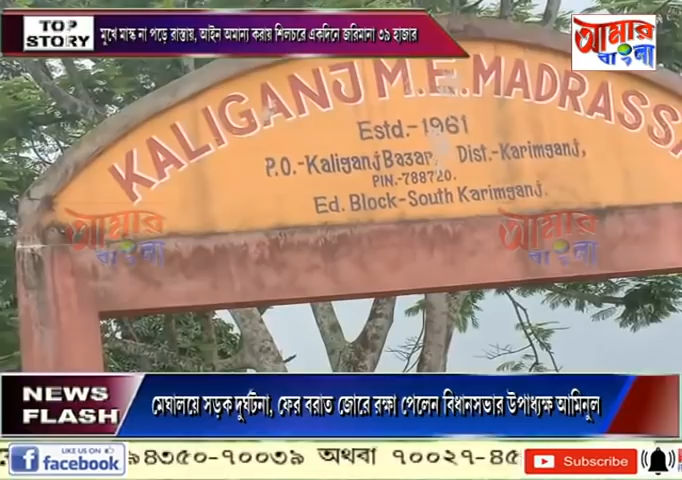 TOP STORY
মুখে মাস্ক না পড়ে রাস্তায়, আইন অমান্য করায় শিলচরে একদিনে জরিমানা ৩৯ হাজার
আমার বাংলা
KALIGANJ M.E. MADRASSA
Estd.-1961
P.O.-Kaliganj Bazar, Dist.-Karimganj,
PIN.-788720.
Ed. Block-South Karimganj.
আমার বাংলা
আমার বাংলা
NEWS FLASH
মেঘালয়ে সড়ক দুর্ঘটনা, ফের বরাত জোরে রক্ষা পেলেন বিধানসভার উপাধ্যক্ষ আমিনুল
LIKE US ON
facebook
৯৪৩৫০-৭০০৩৯ অথবা ৭০০২৭-৪৫
Subscribe